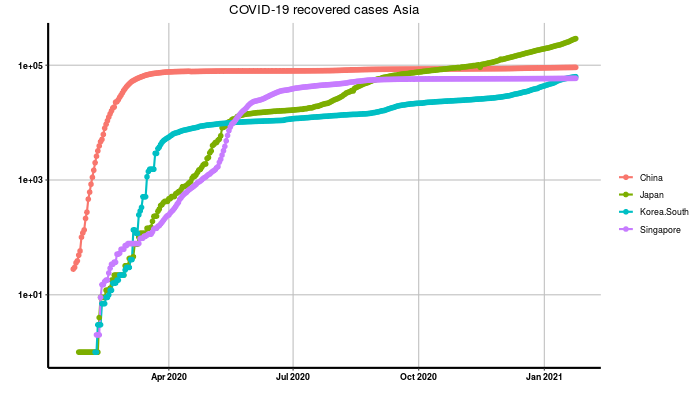 COVID-19 recovered cases Asia
1e+05
1e+03
1e+01
Apr 2020
Jul 2020
Oct 2020
Jan 2021
China
Japan
Korea.South
Singapore